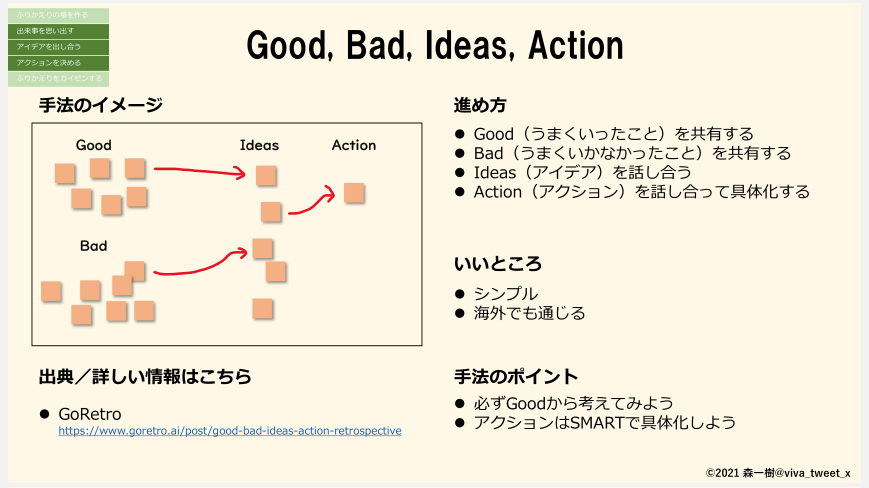 ふりかえりの場を作る
出来事を思い出す
アイデアを出し合う
アクションを決める
ふりかえりをカイゼンする
Good, Bad, Ideas, Action
手法のイメージ
Good
Ideas
Action
Bad
出典／詳しい情報はこちら
● GoRetro
https://www.goretro.ai/post/good-bad-ideas-action-retrospective
進め方
● Good（うまくいったこと）を共有する
● Bad（うまくいかなかったこと）を共有する
● Ideas（アイデア）を話し合う
● Action（アクション）を話し合って具体化する
いいところ
● シンプル
● 海外でも通じる
手法のポイント
● 必ずGoodから考えてみよう
● アクションはSMARTで具体化しよう
©2021 森一樹@viva_tweet_x